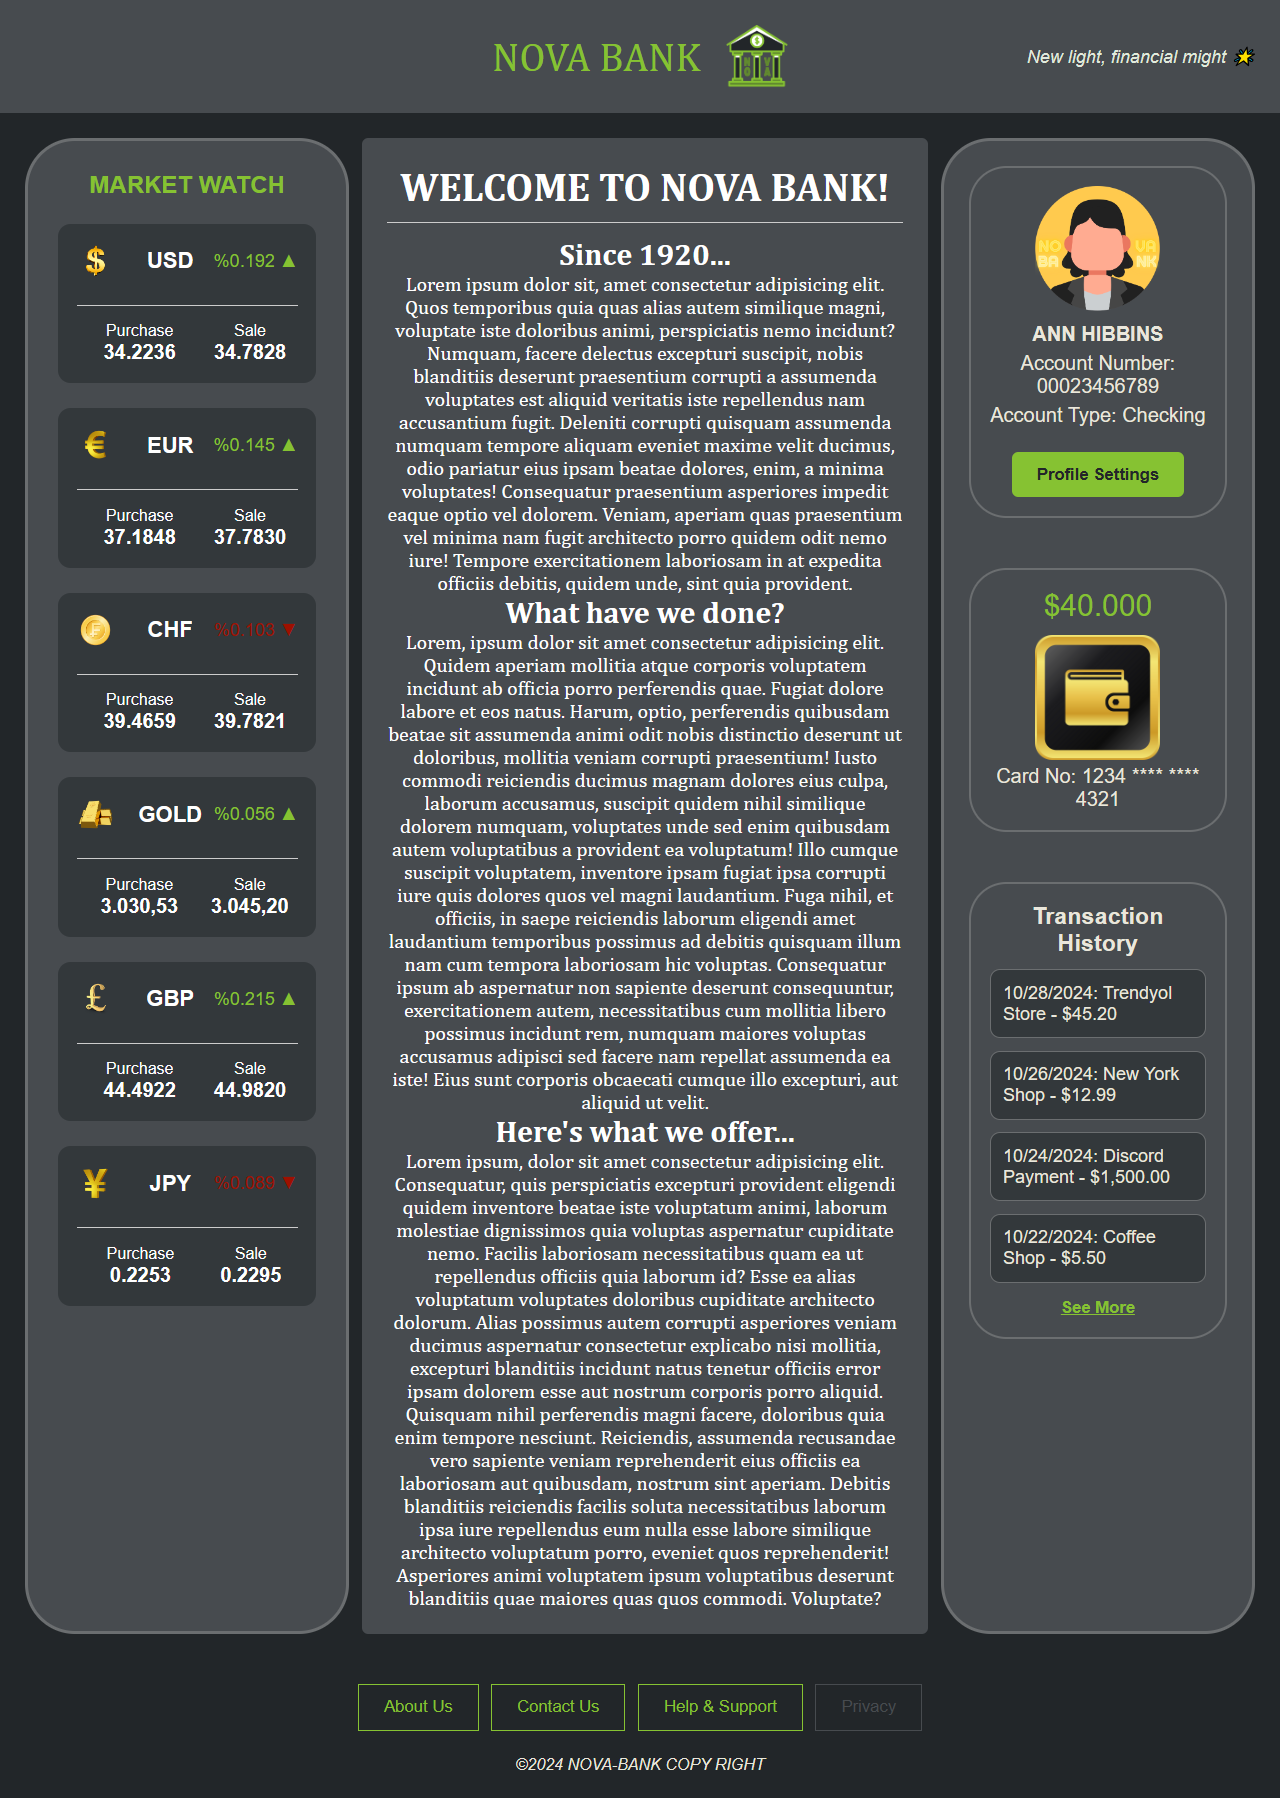 NOVA BANK
NO VA
New light, financial might
MARKET WATCH
$ USD %0.192 ▲
Purchase Sale
34.2236 34.7828
€ EUR %0.145 ▲
Purchase Sale
37.1848 37.7830
CHF %0.103 ▼
Purchase Sale
39.4659 39.7821
GOLD %0.056 ▲
Purchase Sale
3.030,53 3.045,20
£ GBP %0.215 ▲
Purchase Sale
44.4922 44.9820
¥ JPY %0.089 ▼
Purchase Sale
0.2253 0.2295
WELCOME TO NOVA BANK!
Since 1920...
Lorem ipsum dolor sit, amet consectetur adipisicing elit.
Quos temporibus quia quas alias autem similique magni,
voluptate iste doloribus animi, perspiciatis nemo incidunt?
Numquam, facere delectus excepturi suscipit, nobis
blanditiis deserunt praesentium corrupti a assumenda
voluptates est aliquid veritatis iste repellendus nam
accusantium fugit. Deleniti corrupti quisquam assumenda
numquam tempore aliquam eveniet maxime velit ducimus,
odio pariatur eius ipsam beatae dolores, enim, a minima
voluptates! Consequatur praesentium asperiores impedit
eaque optio vel dolorem. Veniam, aperiam quas praesentium
vel minima nam fugit architecto porro quidem odit nemo
iure! Tempore exercitationem laboriosam in at expedita
officiis debitis, quidem unde, sint quia provident.
What have we done?
Lorem, ipsum dolor sit amet consectetur adipisicing elit.
Quidem aperiam mollitia atque corporis voluptatem
incidunt ab officia porro perferendis quae. Fugiat dolore
labore et eos natus. Harum, optio, perferendis quibusdam
beatae sit assumenda animi odit nobis distinctio deserunt ut
doloribus, mollitia veniam corrupti praesentium! Iusto
commodi reiciendis ducimus magnam dolores eius culpa,
laborum accusamus, suscipit quidem nihil similique
dolorem numquam, voluptates unde sed enim quibusdam
autem voluptatibus a provident ea voluptatum! Illo cumque
suscipit voluptatem, inventore ipsam fugiat ipsa corrupti
iure quis dolores quos vel magni laudantium. Fuga nihil, et
officiis, in saepe reiciendis laborum eligendi amet
laudantium temporibus possimus ad debitis quisquam illum
nam cum tempora laboriosam hic voluptas. Consequatur
ipsum ab aspernatur non sapiente deserunt consequuntur,
exercitationem autem, necessitatibus cum mollitia libero
possimus incidunt rem, numquam maiores voluptas
accusamus adipisci sed facere nam repellat assumenda ea
iste! Eius sunt corporis obcaecati cumque illo excepturi, aut
aliquid ut velit.
Here's what we offer...
Lorem ipsum, dolor sit amet consectetur adipisicing elit.
Consequatur, quis perspiciatis excepturi provident eligendi
quidem inventore beatae iste voluptatum animi, laborum
molestiae dignissimos quia voluptas aspernatur cupiditate
nemo. Facilis laboriosam necessitatibus quam ea ut
repellendus officiis quia laborum id? Esse ea alias
voluptatum voluptates doloribus cupiditate architecto
dolorum. Alias possimus autem corrupti asperiores veniam
ducimus aspernatur consectetur explicabo nisi mollitia,
excepturi blanditiis incidunt natus tenetur officiis error
ipsam dolorem esse aut nostrum corporis porro aliquid.
Quisquam nihil perferendis magni facere, doloribus quia
enim tempore nesciunt. Reiciendis, assumenda recusandae
vero sapiente veniam reprehenderit eius officiis ea
laboriosam aut quibusdam, nostrum sint aperiam. Debitis
blanditiis reiciendis facilis soluta necessitatibus laborum
ipsa iure repellendus eum nulla esse labore similique
architecto voluptatum porro, eveniet quos reprehenderit!
Asperiores animi voluptatem ipsum voluptatibus deserunt
blanditiis quae maiores quas quos commodi. Voluptate?
NO VA
BA NK
ANN HIBBINS
Account Number:
00023456789
Account Type: Checking
Profile Settings
$40.000
Card No: 1234 **** ****
4321
Transaction
History
10/28/2024: Trendyol
Store - $45.20
10/26/2024: New York
Shop - $12.99
10/24/2024: Discord
Payment - $1,500.00
10/22/2024: Coffee
Shop - $5.50
See More
About Us
Contact Us
Help & Support
Privacy
©2024 NOVA-BANK COPY RIGHT